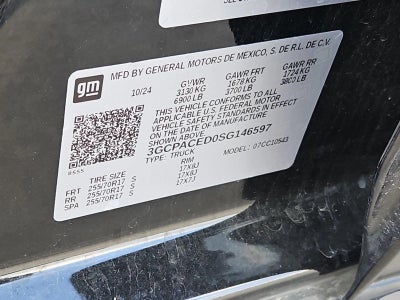 gm
MFD BY GENERAL MOTORS DE MEXICO, S. DE R.L. DE C.V.
10/24 GVWR GAWR FRT GAWR RR
3130 KG 1678 KG 1724 KG
6900 LB 3700 LB 3800 LB
THIS VEHICLE CONFORMS TO ALL
APPLICABLE U.S. FEDERAL MOTOR
VEHICLE SAFETY STANDARDS IN EFFECT
ON THE DATE OF MANUFACTURE
SHOWN ABOVE
3GCPACED0SG146597
TYPE: TRUCK MODEL: 01CC10543
TIRE SIZE RIM
FRT 255/70R17 S 17X8J
RR 255/70R17 S 17X8J
SPA 255/70R17 S 17X7J